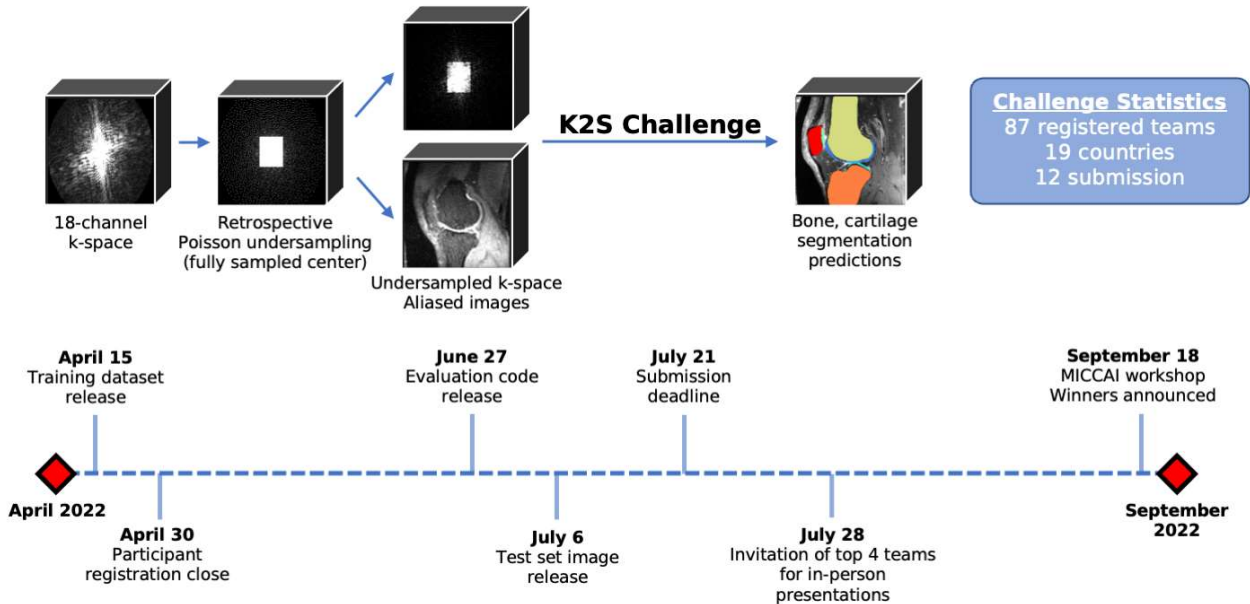 18-channel
k-space
Retrospective
Poisson undersampling
(fully sampled center)
Undersampled k-space
Aliased images
K2S Challenge
Bone, cartilage
segmentation
predictions
Challenge Statistics
87 registered teams
19 countries
12 submission
April 15
Training dataset
release
June 27
Evaluation code
release
July 21
Submission
deadline
September 18
MICCAI workshop
Winners announced
April 2022
September
2022
April 30
Participant
registration close
July 6
Test set image
release
July 28
Invitation of top 4 teams
for in-person
presentations